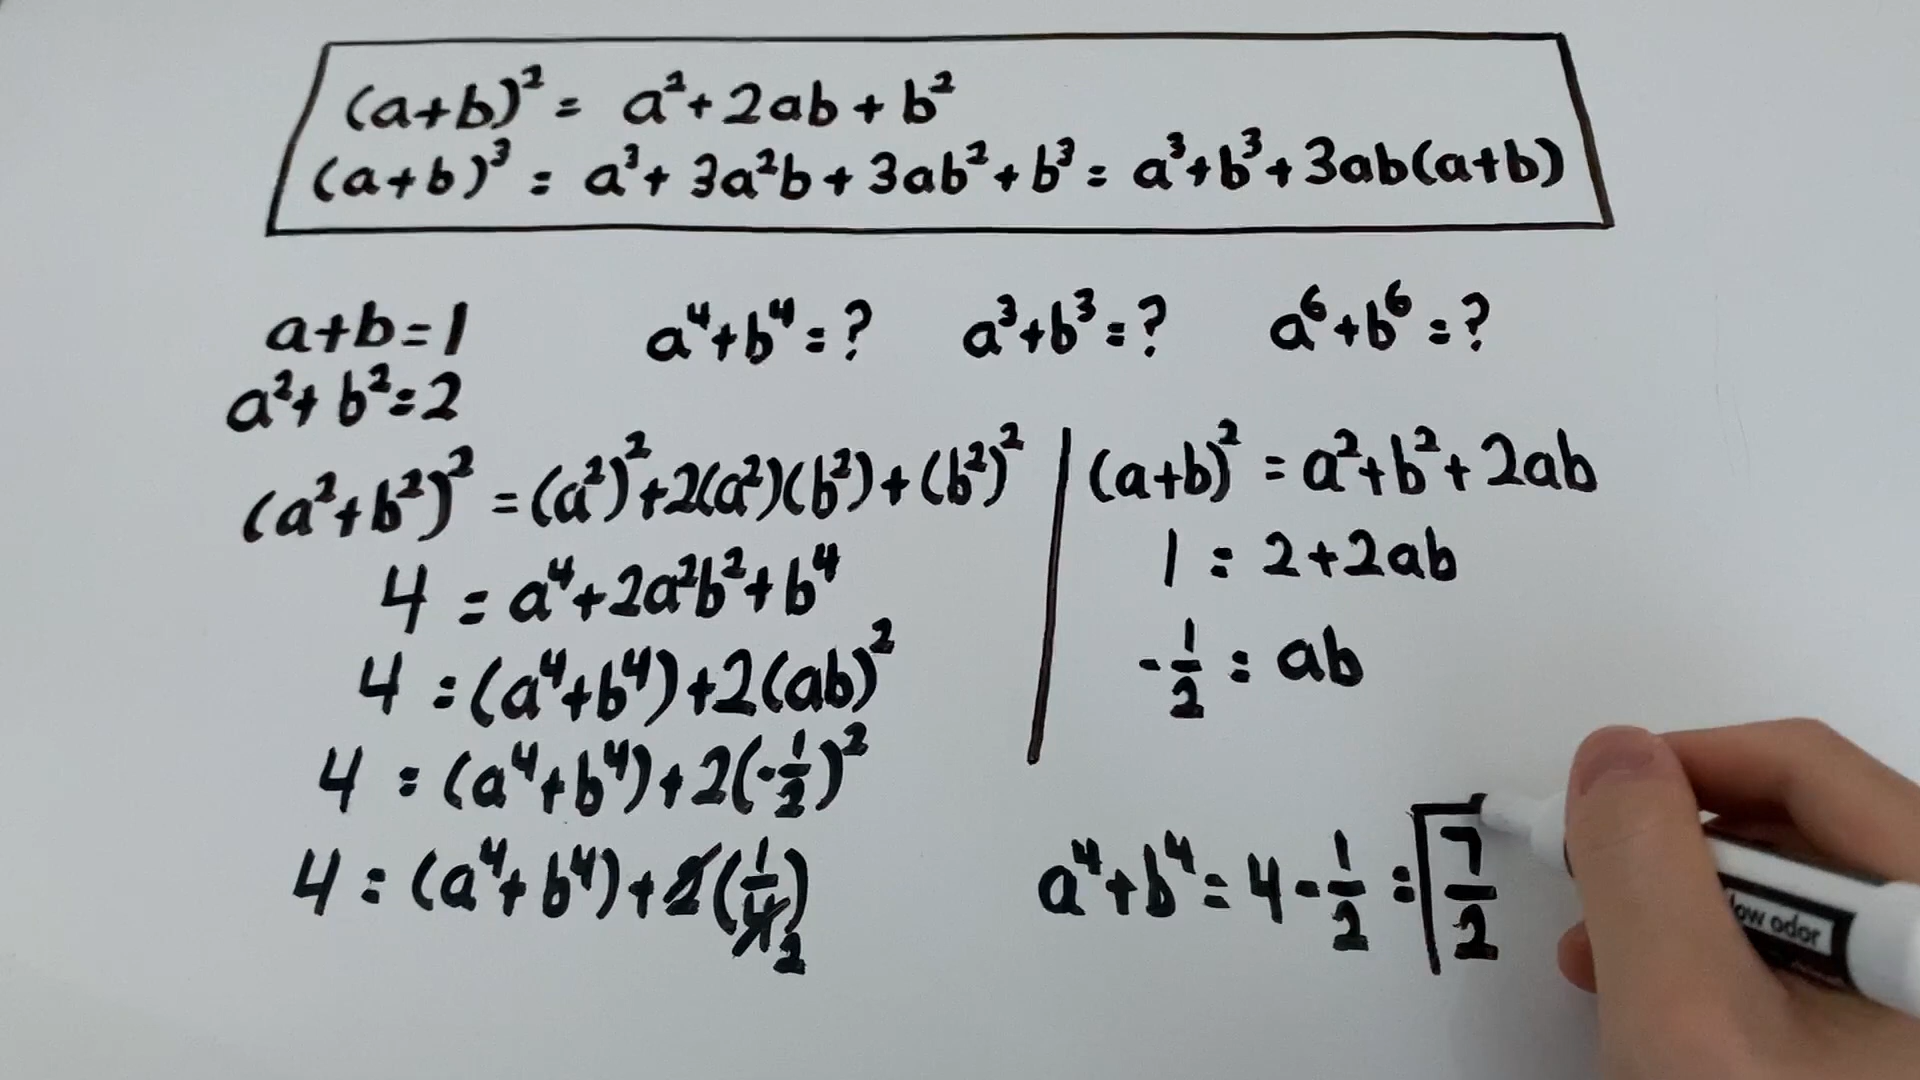 (a+b)² = a²+2ab+b²
(a+b)³ = a³+3a²b+3ab²+b³ = a³+b³+3ab(a+b)
a+b=1
a²+b²=2
a⁴+b⁴=?
a³+b³=?
a⁶+b⁶=?
(a²+b²)² = (a²)²+2(a²)(b²)+(b²)²
4 = a⁴+2a²b²+b⁴
4 = (a⁴+b⁴)+2(ab)²
4 = (a⁴+b⁴)+2(-1/2)²
4 = (a⁴+b⁴)+2(1/4) 2
(a+b)² = a²+b²+2ab
1 = 2+2ab
-1/2 = ab
a⁴+b⁴ = 4-1/2 = 7/2
low odor